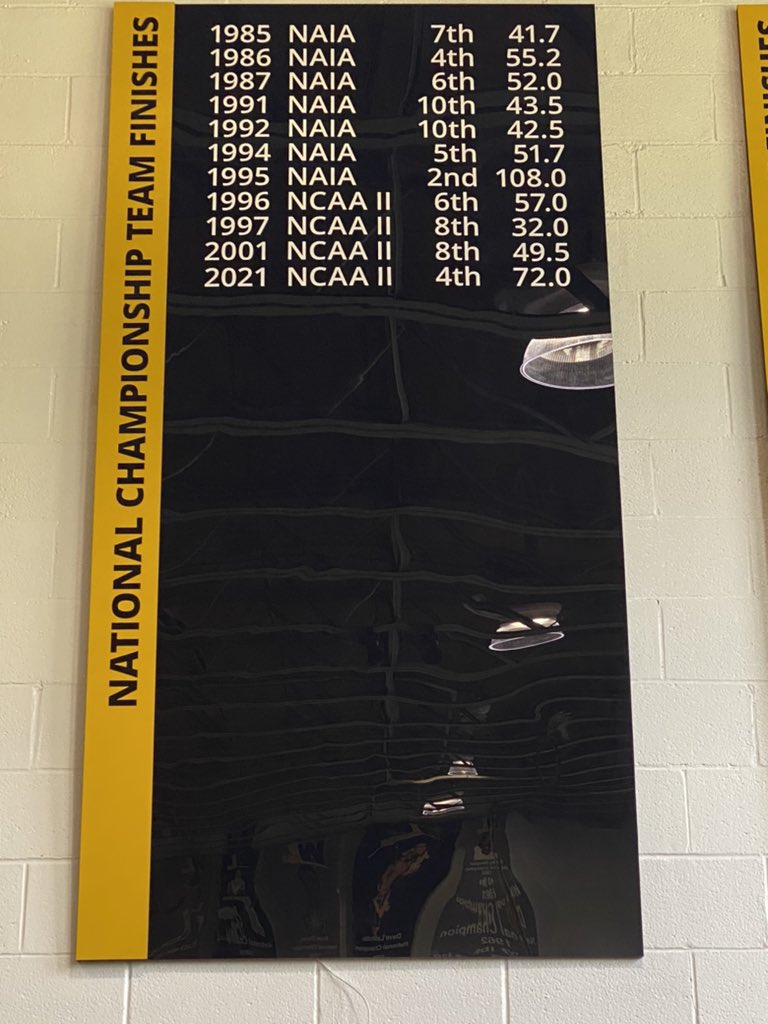 NATIONAL CHAMPIONSHIP TEAM FINISHES
1985 NAIA 7th 41.7
1986 NAIA 4th 55.2
1987 NAIA 6th 52.0
1991 NAIA 10th 43.5
1992 NAIA 10th 42.5
1994 NAIA 5th 51.7
1995 NAIA 2nd 108.0
1996 NCAA II 6th 57.0
1997 NCAA II 8th 32.0
2001 NCAA II 8th 49.5
2021 NCAA II 4th 72.0